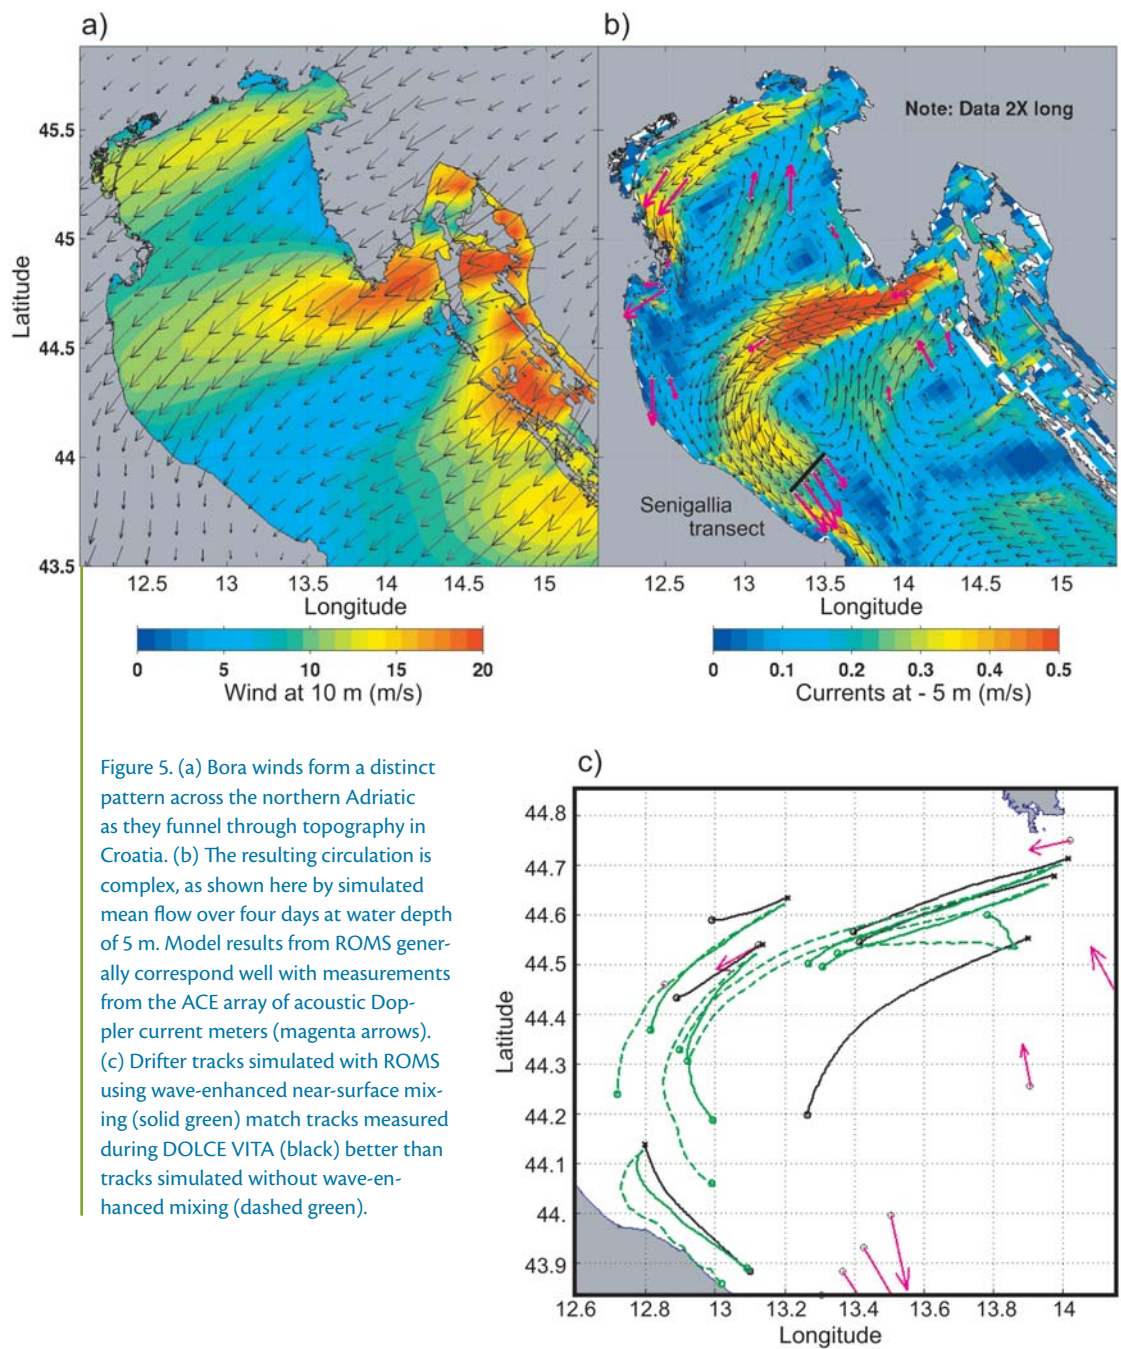 a)
b)
Note: Data 2X long
45.5
45
44.5
44
43.5
Latitude
Senigallia
transect
12.5 13 13.5 14 14.5 15
Longitude
12.5 13 13.5 14 14.5 15
Longitude
0 5 10 15 20
Wind at 10 m (m/s)
0 0.1 0.2 0.3 0.4 0.5
Currents at - 5 m (m/s)
Figure 5. (a) Bora winds form a distinct
pattern across the northern Adriatic
as they funnel through topography in
Croatia. (b) The resulting circulation is
complex, as shown here by simulated
mean flow over four days at water depth
of 5 m. Model results from ROMS gener-
ally correspond well with measurements
from the ACE array of acoustic Dop-
pler current meters (magenta arrows).
(c) Drifter tracks simulated with ROMS
using wave-enhanced near-surface mix-
ing (solid green) match tracks measured
during DOLCE VITA (black) better than
tracks simulated without wave-en-
hanced mixing (dashed green).
c)
44.8
44.7
44.6
44.5
44.4
44.3
44.2
44.1
44.
43.9
Latitude
12.6 12.8 13 13.2 13.4 13.6 13.8 14
Longitude